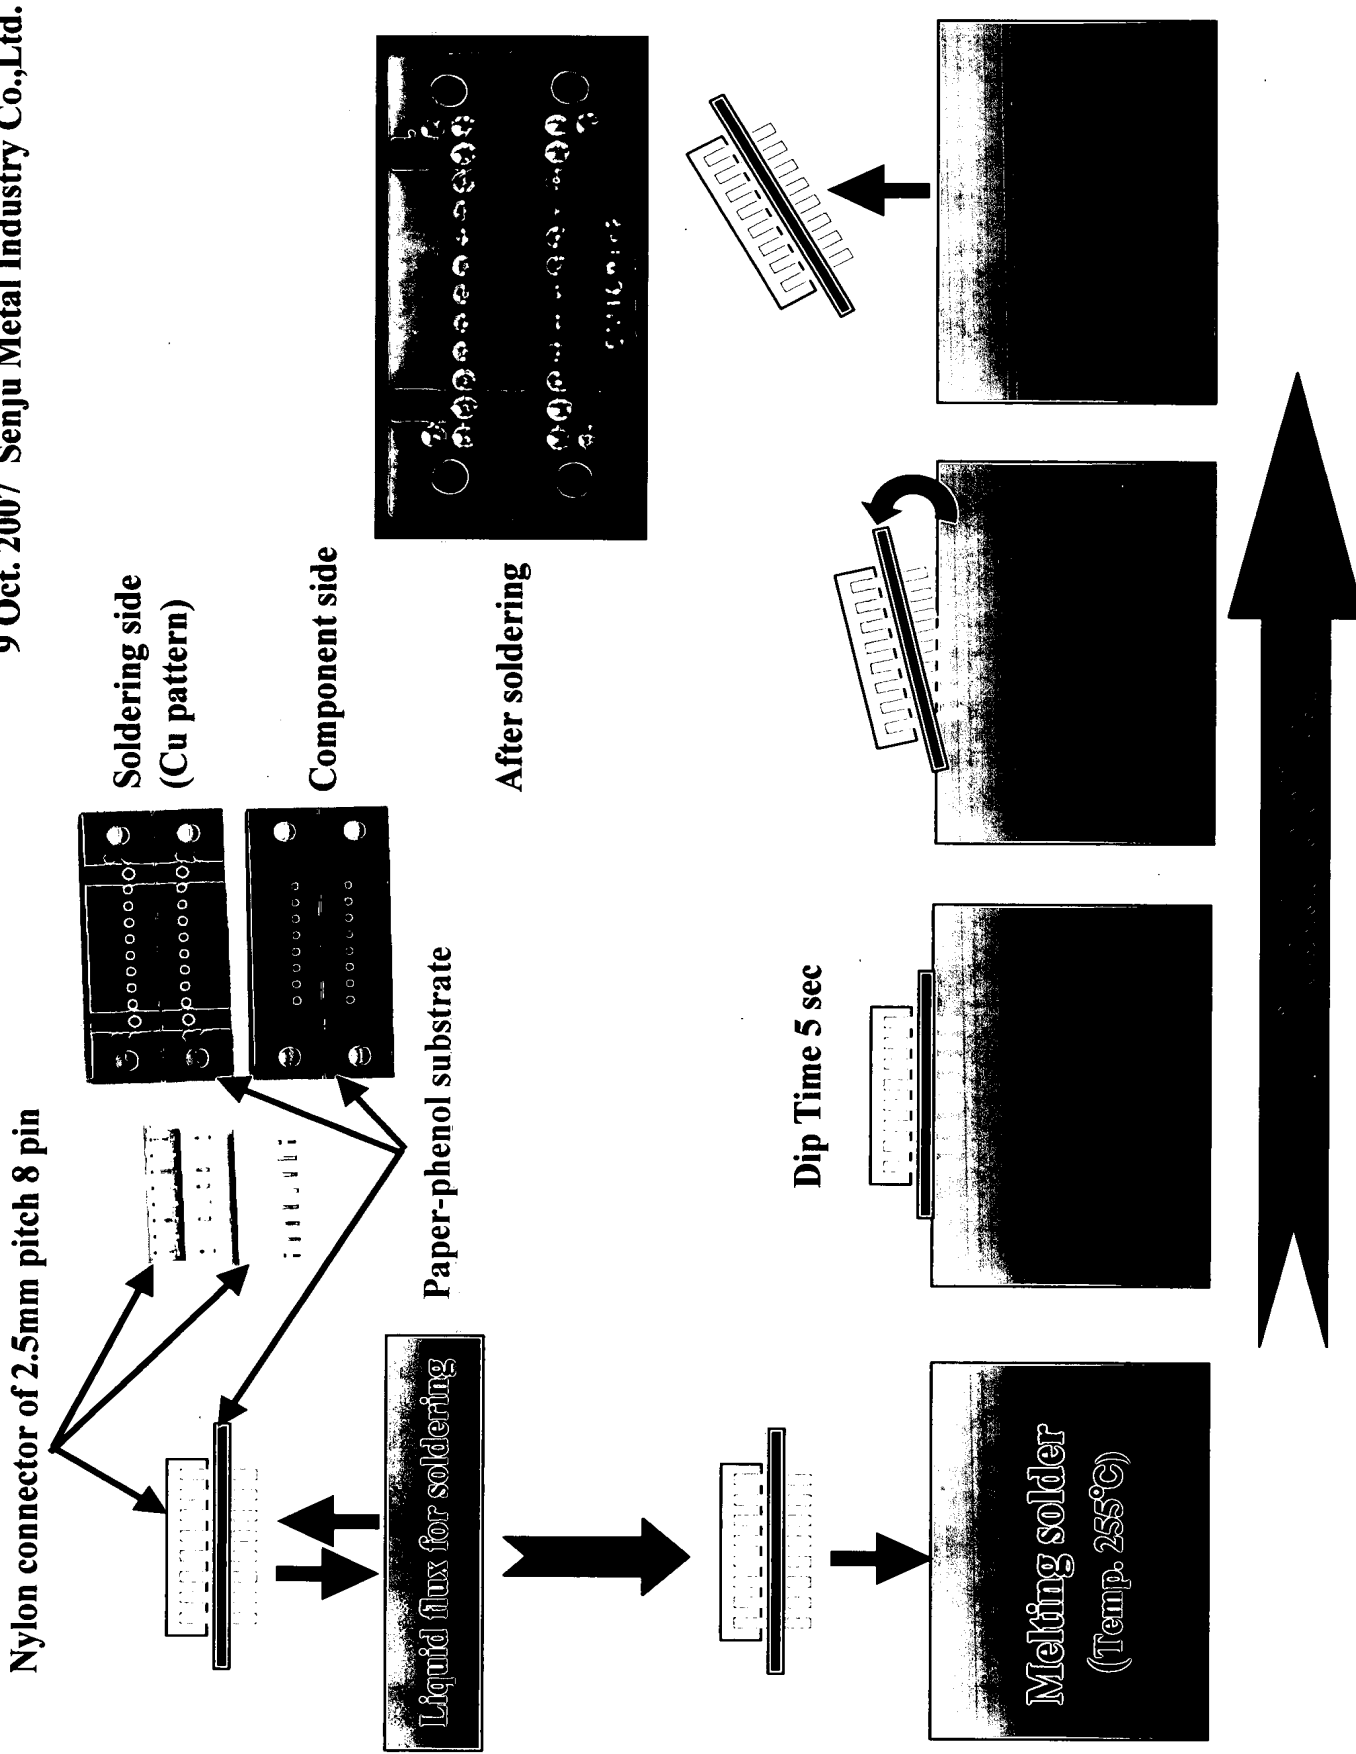 9 Oct. 2007 Senju Metal Industry Co.,Ltd.
Nylon connector of 2.5mm pitch 8 pin
Soldering side
(Cu pattern)
Component side
Paper-phenol substrate
After soldering
Liquid flux for soldering
Dip Time 5 sec
Melting solder
(Temp. 255°C)